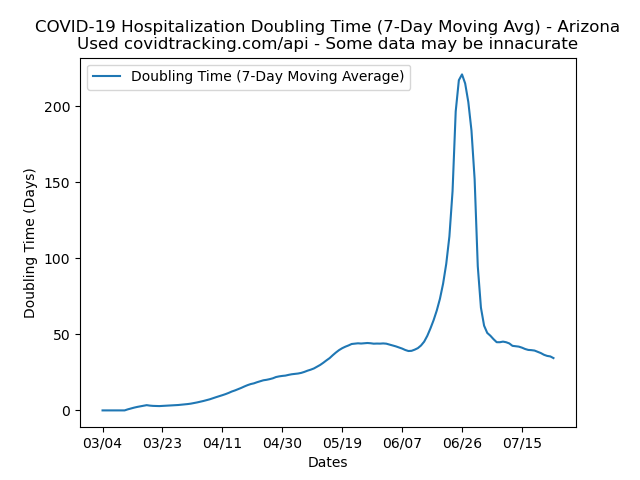 COVID-19 Hospitalization Doubling Time (7-Day Moving Avg) - Arizona
Used covidtracking.com/api - Some data may be innacurate
Doubling Time (7-Day Moving Average)
200
150
100
50
0
Doubling Time (Days)
03/04 03/23 04/11 04/30 05/19 06/07 06/26 07/15
Dates